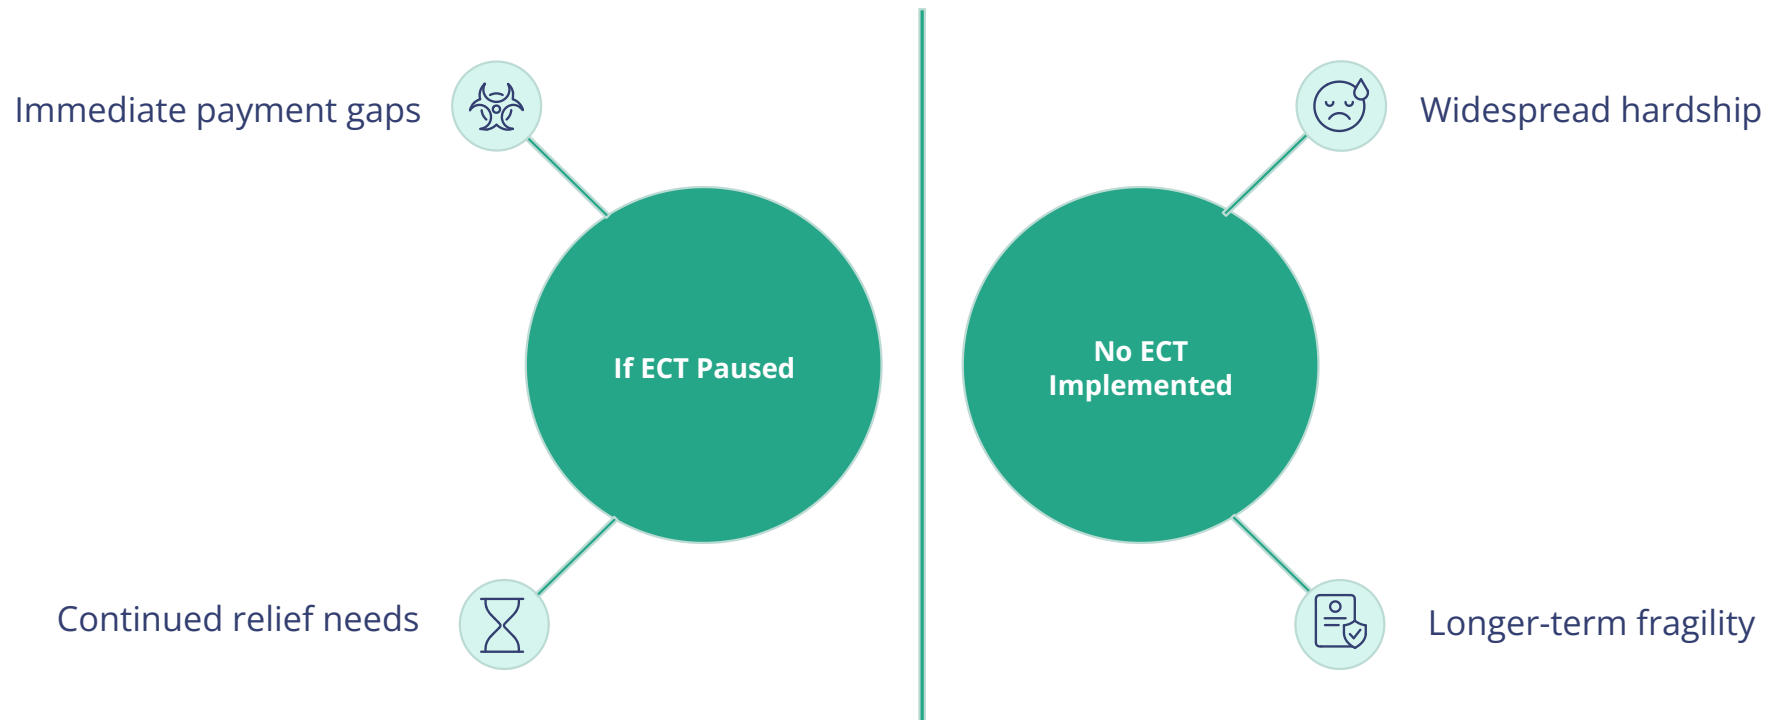 Immediate payment gaps
If ECT Paused
Continued relief needs
Widespread hardship
No ECT
Implemented
Longer-term fragility